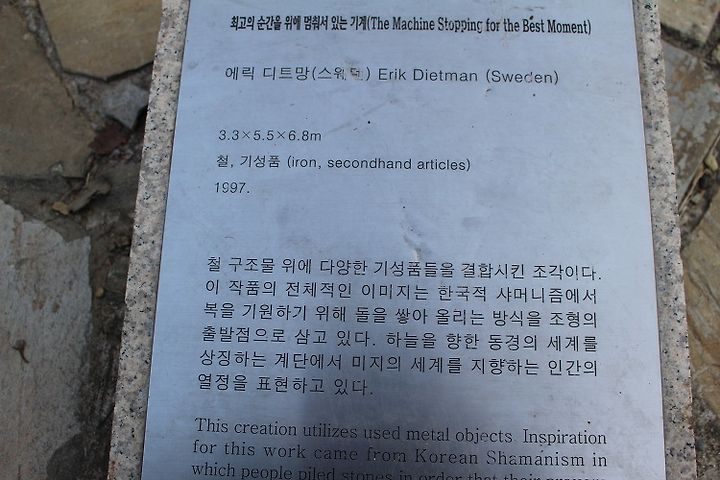 최고의 순간을 위해 멈춰서 있는 기계(The Machine Stopping for the Best Moment)
에릭 디트망(스웨덴) Erik Dietman (Sweden)
3.3×5.5×6.8m
철, 기성품 (iron, secondhand articles)
1997.
철 구조물 위에 다양한 기성품들을 결합시킨 조각이다.
이 작품의 전체적인 이미지는 한국적 샤머니즘에서
복을 기원하기 위해 돌을 쌓아 올리는 방식을 조형의
출발점으로 삼고 있다. 하늘을 향한 동경의 세계를
상징하는 계단에서 미지의 세계를 지향하는 인간의
열정을 표현하고 있다.
This creation utilizes used metal objects. Inspiration
for this work came from Korean Shamanism in
which people piled stones in order that their prayers